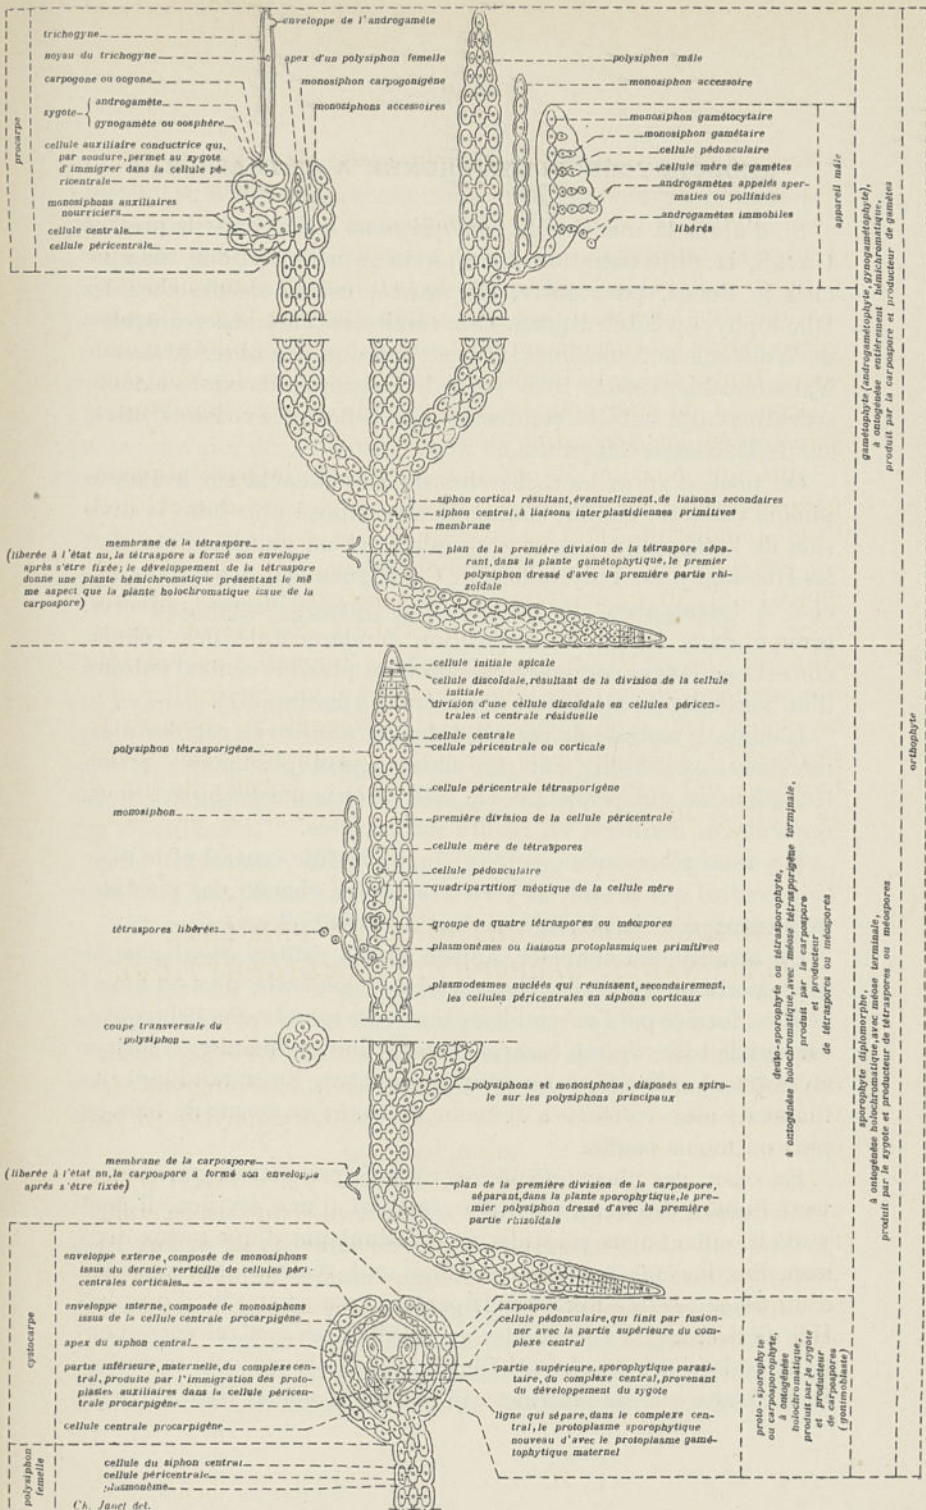 enveloppe de l'androgamète
trichogyne
noyau du trichogyne
apex d'un polysiphon femelle
carpogone ou oogone
monosiphon carpogonigène
zygote
androgamète
gynogamète ou oosphère
monosiphons accessoires
cellule auxiliaire conductrice qui,
par soudure, permet au zygote
d'immigrer dans la cellule pé-
ricentrale
monosiphons auxiliaires
nourriciers
cellule centrale
cellule péricentrale
procarpe
polysiphon mâle
monosiphon accessoire
monosiphon gamétocytaire
monosiphon gamétaire
cellule pédonculaire
cellule mère de gamètes
androgamètes appelés sper-
maties ou pollinides
androgamètes immobiles
libérés
appareil mâle
gamétophyte (androgamétophyte, gynogamétophyte),
à ontogénèse entièrement hémichromatique,
produit par la carpospore et producteur de gamètes
siphon cortical résultant, éventuellement, de liaisons secondaires
siphon central, à liaisons interplastidiennes primitives
membrane
membrane de la tétraspore
(libérée à l'état nu, la tétraspore a formé son enveloppe
après s'être fixée; le développement de la tétraspore
donne une plante hémichromatique présentant le mê
me aspect que la plante holochromatique issue de la
carpospore)
plan de la première division de la tétraspore sépa-
rant, dans la plante gamétophytique, le premier
polysiphon dressé d'avec la première partie rhi-
zoïdale
cellule initiale apicale
cellule discoïdale, résultant de la division de la cellule
initiale
division d'une cellule discoïdale en cellules péricen-
trales et centrale résiduelle
cellule centrale
cellule péricentrale ou corticale
polysiphon tétrasporigène
cellule péricentrale tétrasporigène
monosiphon
première division de la cellule péricentrale
cellule mère de tétraspores
cellule pédonculaire
quadripartition méotique de la cellule mère
groupe de quatre tétraspores ou méospores
tétraspores libérées
plasmonèmes ou liaisons protoplasmiques primitives
plasmodesmes nucléés qui réunissent, secondairement,
les cellules péricentrales en siphons corticaux
coupe transversale du
polysiphon
polysiphons et monosiphons, disposés en spira-
le sur les polysiphons principaux
membrane de la carpospore
(libérée à l'état nu, la carpospore a formé son enveloppe
après s'être fixée)
plan de la première division de la carpospore,
séparant, dans la plante sporophytique, le pre-
mier polysiphon dressé d'avec la première
partie rhizoïdale
deuto-sporophyte ou tétrasporophyte,
à ontogénèse holochromatique, avec méiose tétrasporigène terminale,
produit par la carpospore
et producteur
de tétraspores ou méospores
sporophyte diplomorphe,
à ontogénèse holochromatique, avec méiose terminale,
produit par le zygote et producteur de tétraspores ou méospores
orthophyte
enveloppe externe, composée de monosiphons
issus du dernier verticille de cellules péri-
centrales corticales
enveloppe interne, composée de monosiphons
issus de la cellule centrale procarpigène
apex du siphon central
partie inférieure, maternelle, du complexe cen-
tral, produite par l'immigration des proto-
plastes auxiliaires dans la cellule péricen-
trale procarpigène
cellule centrale procarpigène
cystocarpe
carpospore
cellule pédonculaire, qui finit par fusion-
ner avec la partie supérieure du com-
plexe central
partie supérieure, sporophytique parasi-
taire, du complexe central, provenant
du développement du zygote
ligne qui sépare, dans le complexe cen-
tral, le protoplasme sporophytique
nouveau d'avec le protoplasme gamé-
tophytique maternel
proto-sporophyte
ou carposporophyte,
à ontogénèse
holochromatique,
produit par le zygote
et producteur
de carpospores
(gonimoblaste)
cellule du siphon central
cellule péricentrale
plasmonème
polysiphon
femelle
Ch. Janet del.